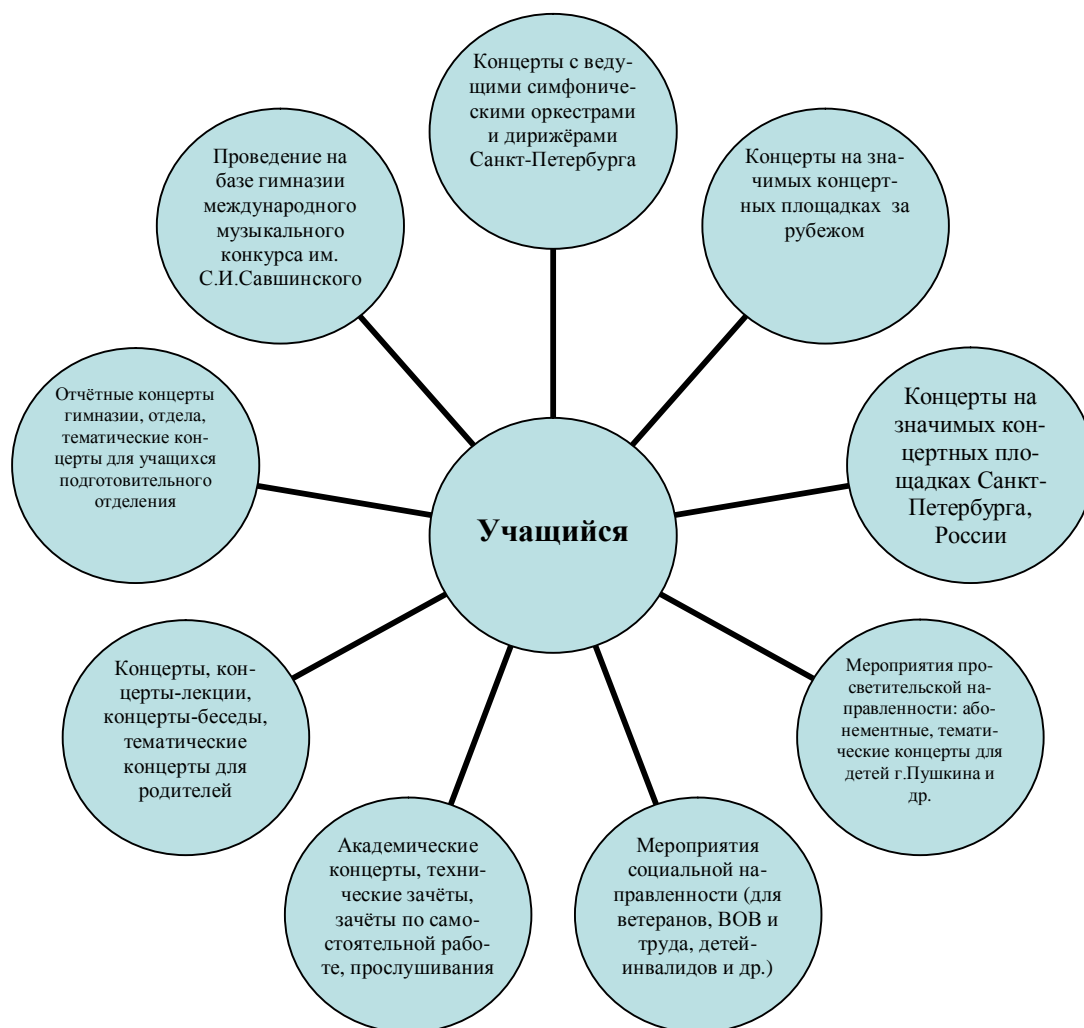 Концерты с веду-
щими симфониче-
скими оркестрами
и дирижёрами
Санкт-Петербурга
Концерты на зна-
чимых концерт-
ных площадках за
рубежом
Концерты на
значимых кон-
цертных пло-
щадках Санкт-
Петербурга,
России
Мероприятия про-
светительской на-
правленности: або-
нементные, темати-
ческие концерты для
детей г.Пушкина и
др.
Мероприятия
социальной на-
правленности (для
ветеранов, ВОВ и
труда, детей-
инвалидов и др.)
Академические
концерты, техни-
ческие зачёты,
зачёты по само-
стоятельной рабо-
те, прослушивания
Концерты, кон-
церты-лекции,
концерты-беседы,
тематические
концерты для
родителей
Отчётные концерты
гимназии, отдела,
тематические кон-
церты для учащихся
подготовительного
отделения
Проведение на
базе гимназии
международного
музыкального
конкурса им.
С.И.Савшинского
Учащийся